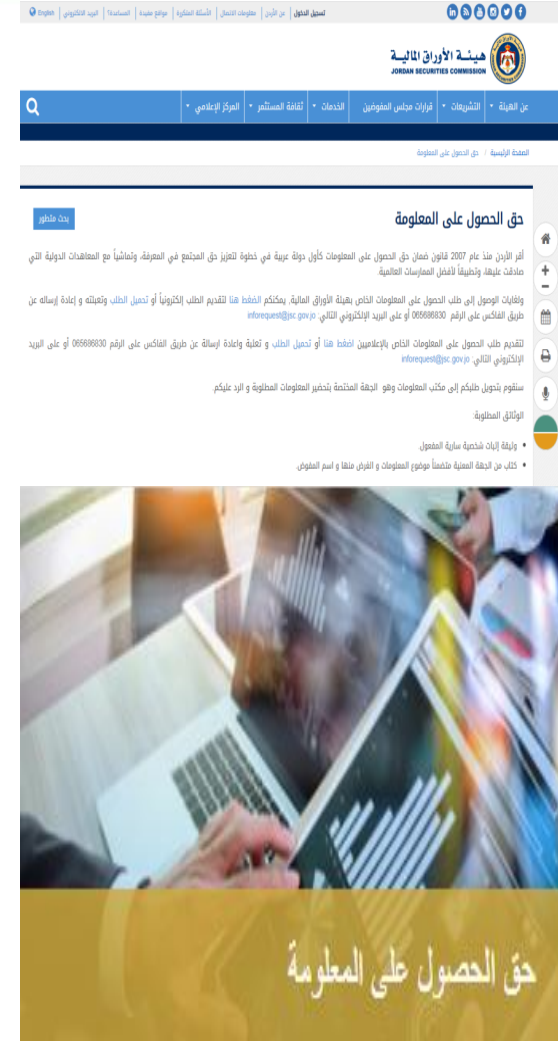 تسجيل الدخول | عن الأردن | معلومات الاتصال | الأسئلة المتكررة | مواقع مفيدة | المساعدة؟ | البريد الالكتروني | English
هيئــة الأوراق الماليــة
JORDAN SECURITIES COMMISSION
عن الهيئة التشريعات قرارات مجلس المفوضين الخدمات ثقافة المستثمر المركز الإعلامي
الصفحة الرئيسية / حق الحصول على المعلومة
حق الحصول على المعلومة
بحث متطور
أقر الأردن منذ عام 2007 قانون ضمان حق الحصول على المعلومات كأول دولة عربية في خطوة لتعزيز حق المجتمع في المعرفة، وتماشياً مع المعاهدات الدولية التي
صادقت عليها، وتطبيقاً لأفضل الممارسات العالمية.
ولغايات الوصول إلى طلب الحصول على المعلومات الخاص بهيئة الأوراق المالية, يمكنكم الضغط هنا لتقديم الطلب إلكترونياً أو تحميل الطلب وتعبئته و إعادة إرساله عن
طريق الفاكس على الرقم 065686830 أو على البريد الإلكتروني التالي: inforequest@jsc.gov.jo
لتقديم طلب الحصول على المعلومات الخاص بالإعلاميين اضغط هنا أو تحميل الطلب و تعلبة واعادة ارسالة عن طريق الفاكس على الرقم 065686830 أو على البريد
الإلكتروني التالي: inforequest@jsc.gov.jo
سنقوم بتحويل طلبكم إلى مكتب المعلومات وهو الجهة المختصة بتحضير المعلومات المطلوبة و الرد عليكم.
الوثائق المطلوبة:
• وثيقة إثبات شخصية سارية المفعول.
• كتاب من الجهة المعنية متضمناً موضوع المعلومات و الغرض منها و اسم المفوض.
حق الحصول على المعلومة